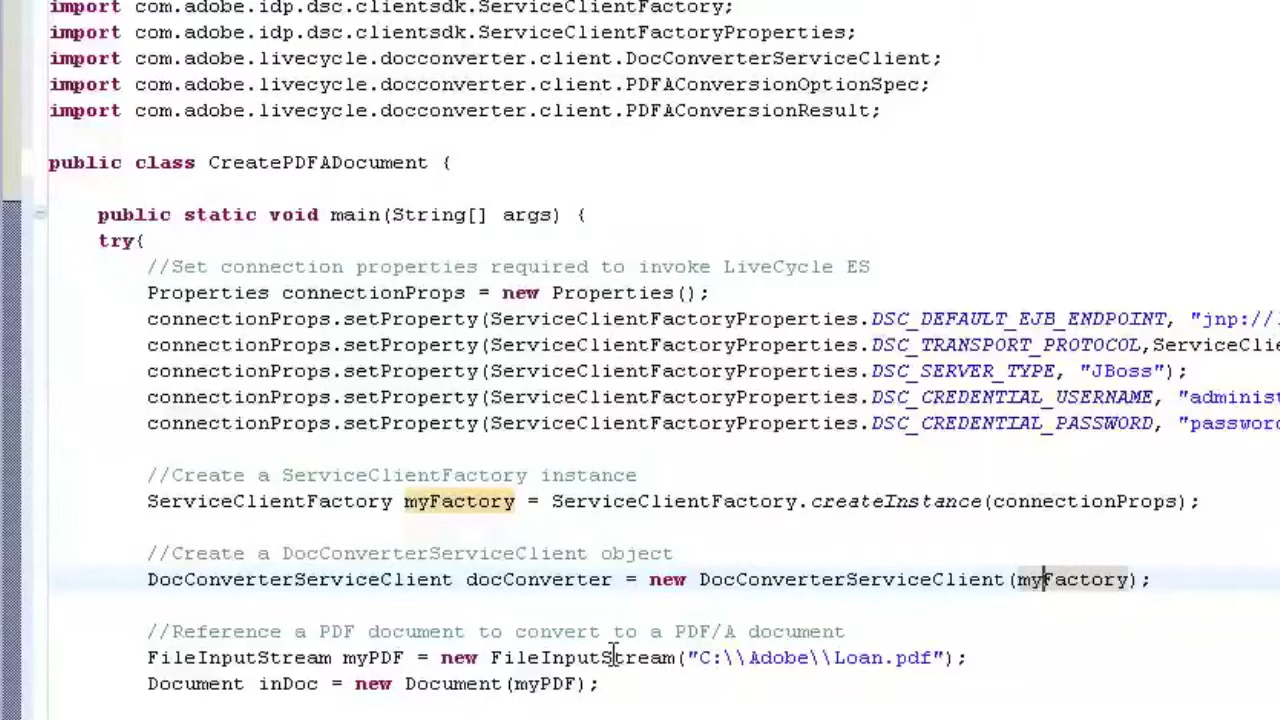 import com.adobe.idp.dsc.clientsdk.ServiceClientFactory;
import com.adobe.idp.dsc.clientsdk.ServiceClientFactoryProperties;
import com.adobe.livecycle.docconverter.client.DocConverterServiceClient;
import com.adobe.livecycle.docconverter.client.PDFAConversionOptionSpec;
import com.adobe.livecycle.docconverter.client.PDFAConversionResult;
public class CreatePDFADocument {
public static void main(String[] args) {
try{
//Set connection properties required to invoke LiveCycle ES
Properties connectionProps = new Properties();
connectionProps.setProperty(ServiceClientFactoryProperties.DSC_DEFAULT_EJB_ENDPOINT, "jnp://
connectionProps.setProperty(ServiceClientFactoryProperties.DSC_TRANSPORT_PROTOCOL,ServiceClie
connectionProps.setProperty(ServiceClientFactoryProperties.DSC_SERVER_TYPE, "JBoss");
connectionProps.setProperty(ServiceClientFactoryProperties.DSC_CREDENTIAL_USERNAME, "administ
connectionProps.setProperty(ServiceClientFactoryProperties.DSC_CREDENTIAL_PASSWORD, "password
//Create a ServiceClientFactory instance
ServiceClientFactory myFactory = ServiceClientFactory.createInstance(connectionProps);
//Create a DocConverterServiceClient object
DocConverterServiceClient docConverter = new DocConverterServiceClient(myFactory);
//Reference a PDF document to convert to a PDF/A document
FileInputStream myPDF = new FileInputStream("C:\\Adobe\\Loan.pdf");
Document inDoc = new Document(myPDF);